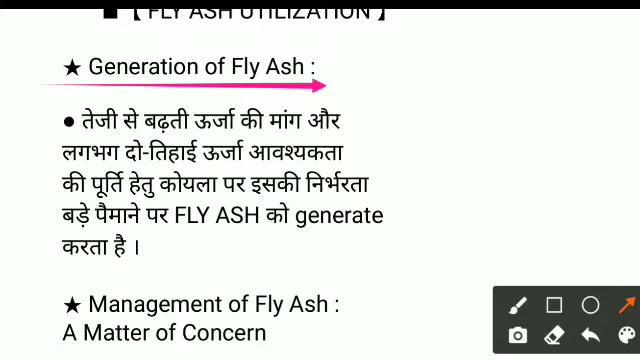 ■【 FLY ASH UTILIZATION 】
★ Generation of Fly Ash :
● तेजी से बढ़ती ऊर्जा की मांग और
लगभग दो-तिहाई ऊर्जा आवश्यकता
की पूर्ति हेतु कोयला पर इसकी निर्भरता
बड़े पैमाने पर FLY ASH को generate
करता है ।
★ Management of Fly Ash :
A Matter of Concern